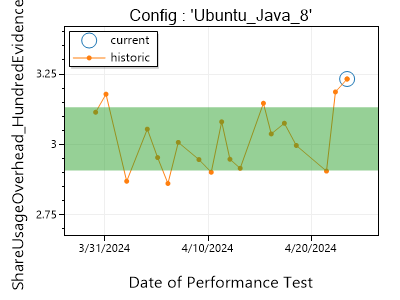 Config : 'Ubuntu_Java_8'
current
historic
ShareUsageOverhead_HundredEvidence
3.25
3
2.75
3/31/2024
4/10/2024
4/20/2024
Date of Performance Test